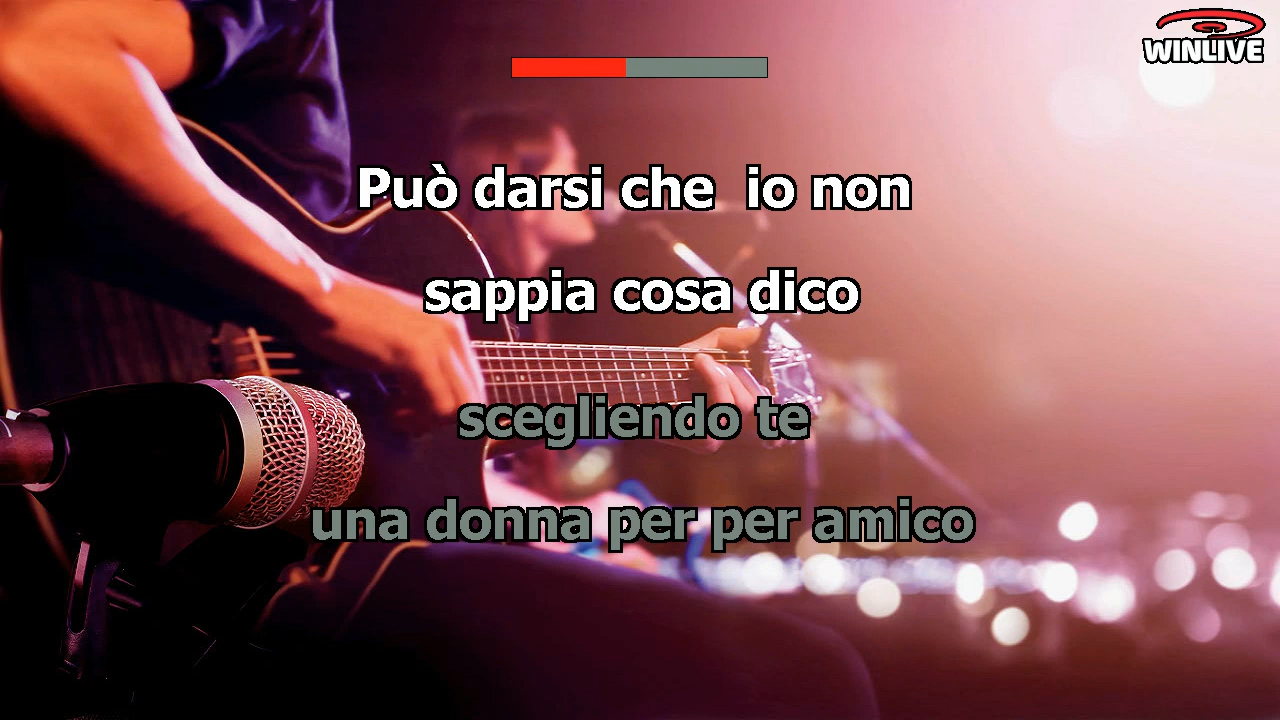 WINLIVE
Può darsi che  io non
sappia cosa dico
scegliendo te
una donna per per amico